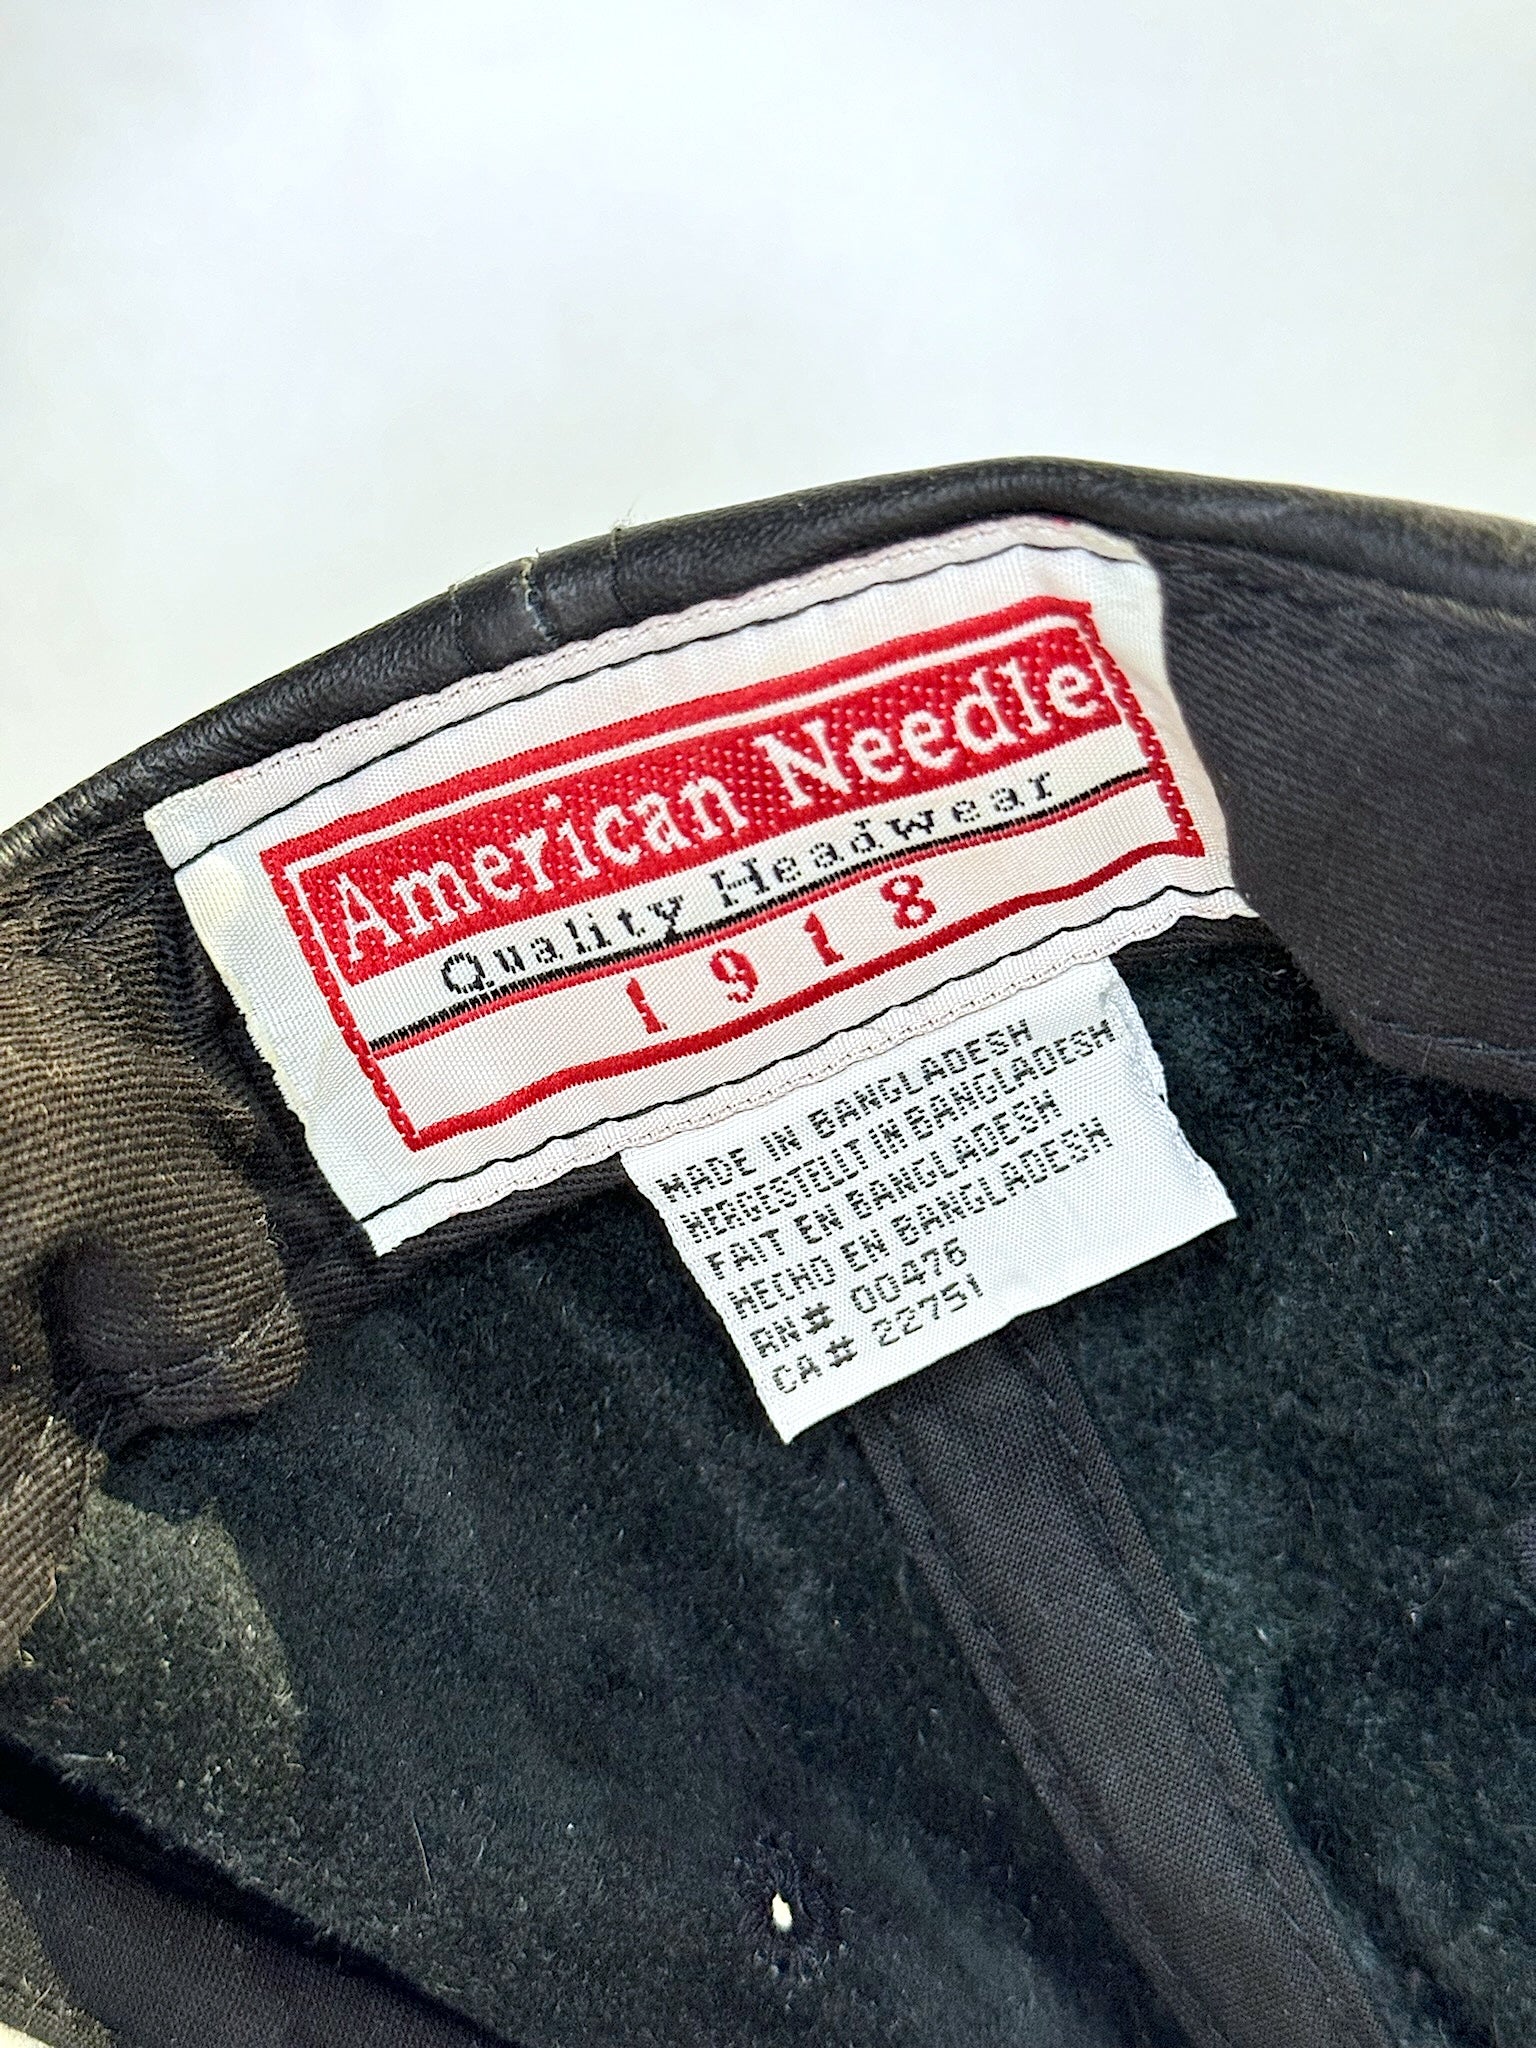 American Needle
Quality Headwear
1918
MADE IN BANGLADESH
HERGESTELLT IN BANGLADESH
FAIT EN BANGLADESH
HECHO EN BANGLADESH
RN# 00476
CA# 22751